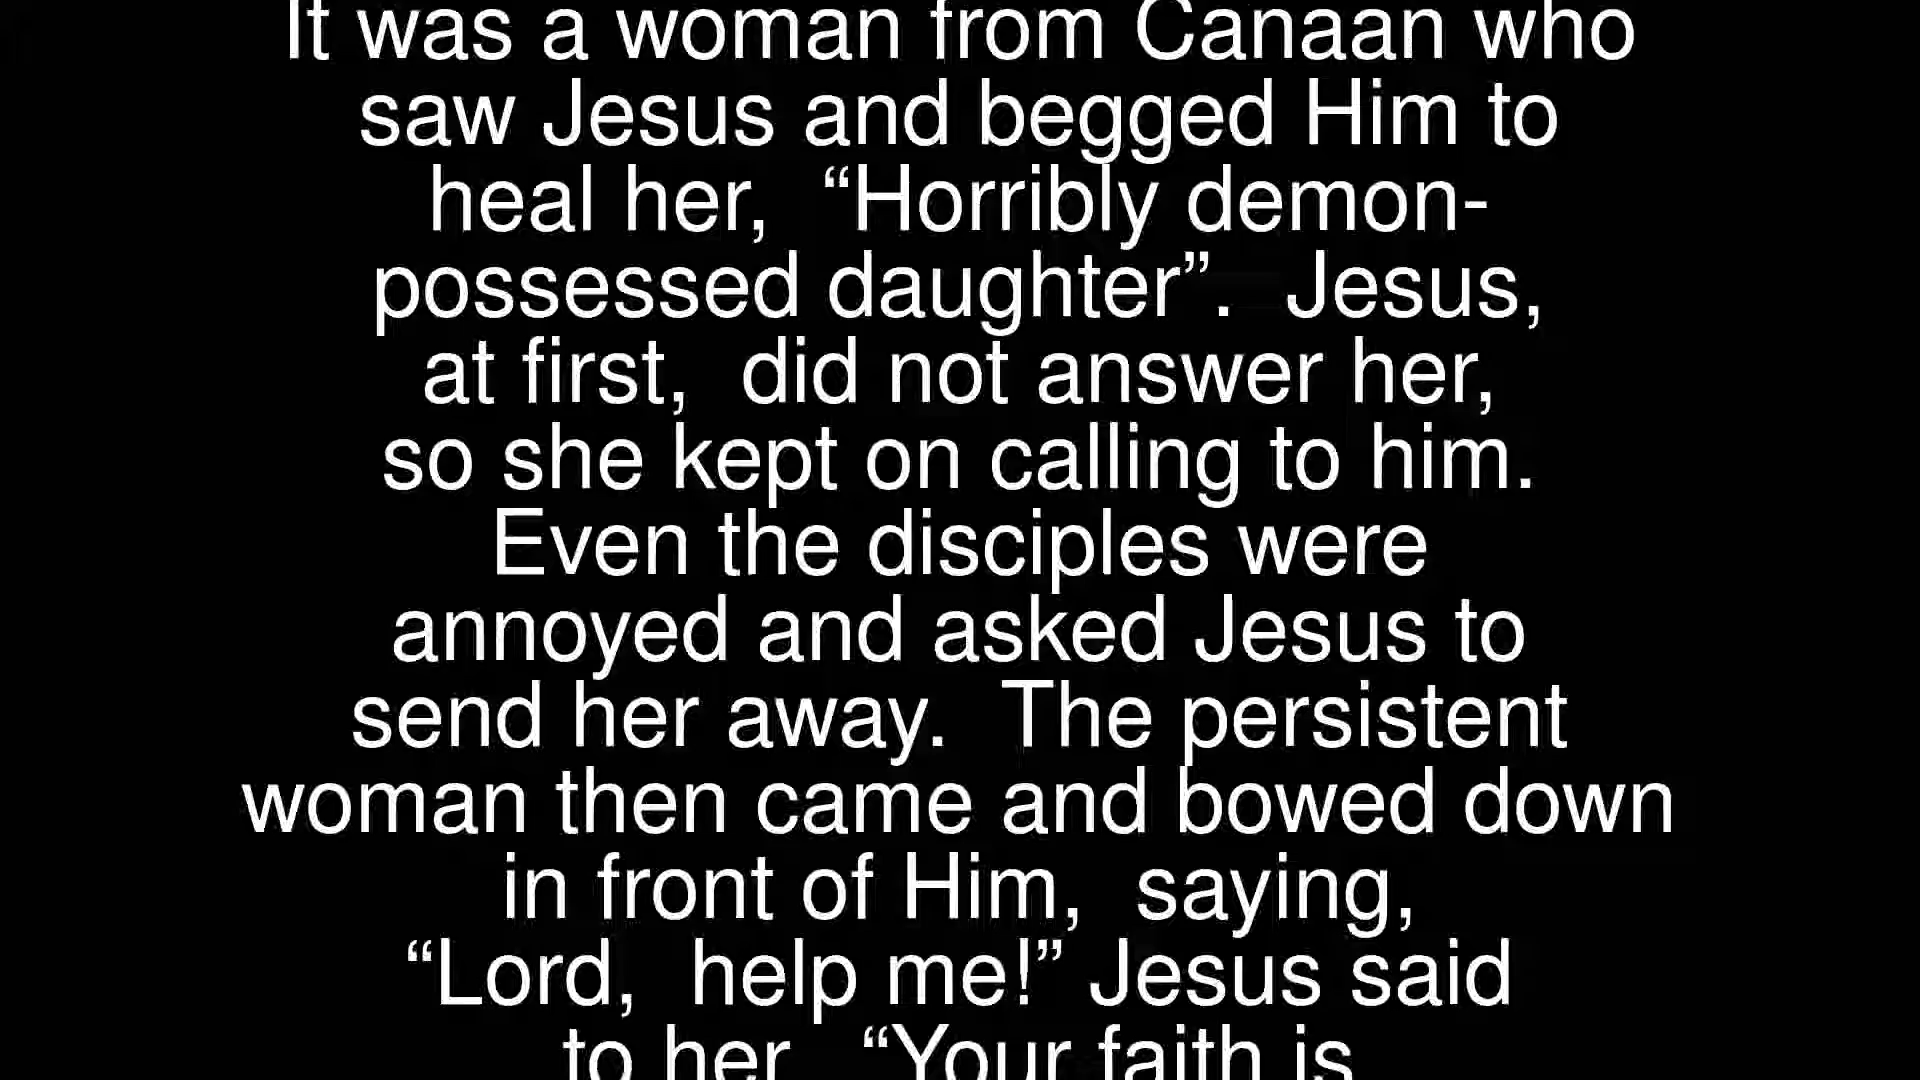 It was a woman from Canaan who
saw Jesus and begged Him to
heal her, “Horribly demon-
possessed daughter”. Jesus,
at first, did not answer her,
so she kept on calling to him.
Even the disciples were
annoyed and asked Jesus to
send her away. The persistent
woman then came and bowed down
in front of Him, saying,
“Lord, help me!” Jesus said
to her “Your faith is